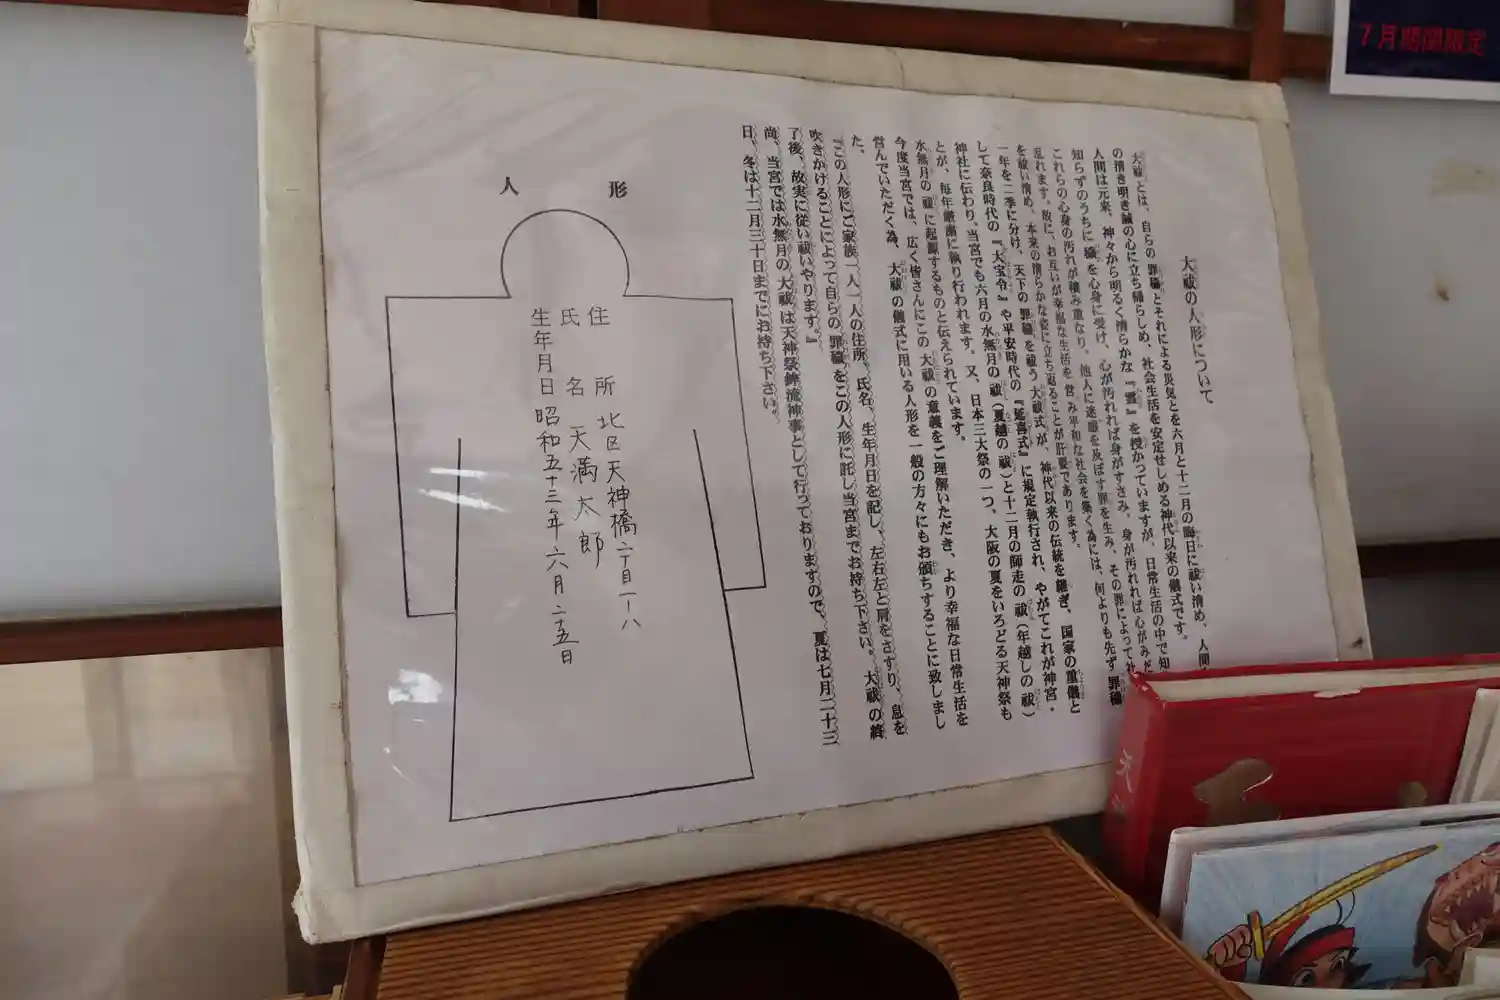 大祓の人形について
大祓とは、自らの罪穢とそれによる災気とを六月と十二月の晦日に祓い清め、人間
の清き明き誠の心に立ち帰らしめ、社会生活を安定せしめる神代以来の儀式です。
人間は元来、神々から明るく清らかな『霊』を授かっていますが、日常生活の中で知
知らずのうちに穢を心身に受け、心が汚れれば身がすさみ、身が汚れれば心がみだ
これらの心身の汚れが積み重なり、他人に迷惑を及ぼす罪を生み、その罪によって社
乱れます。故に、お互いが幸福な生活を営み平和な社会を築く為には、何よりも先ず罪穢
を祓い清め、本来の清らかな姿に立ち返ることが肝要であります。
一年を二季に分け、天下の罪穢を祓う大祓式が、神代以来の伝統を継ぎ、国家の重儀と
して奈良時代の『大宝令』や平安時代の『延喜式』に規定執行され、やがてこれが神宮・
神社に伝わり、当宮でも六月の水無月の祓(夏越の祓)と十二月の師走の祓(年越しの祓)
とが、毎年厳粛に執り行われます。又、日本三大祭の一つ、大阪の夏をいろどる天神祭も
水無月の祓に起源するものと伝えられています。
今度当宮では、広く皆さんにこの大祓の意義をご理解いただき、より幸福な日常生活を
営んでいただく為、大祓の儀式に用いる人形を一般の方々にもお頒ちすることに致しまし
た。
『この人形にご家族一人一人の住所、氏名、生年月日を記し、左右左と肩をさすり、息を
吹きかけることによって自らの罪穢をこの人形に託し当宮までお持ち下さい。大祓の終
了後、故実に従い祓いやります。』
尚、当宮では水無月の大祓は天神祭鉾流神事として行っておりますので、夏は七月二十三
日、冬は十二月三十日までにお持ち下さい。
人形
住所 北区天神橋二丁目一ー八
氏名 天満太郎
生年月日 昭和五十三年六月二十五日
7月期間限定
天